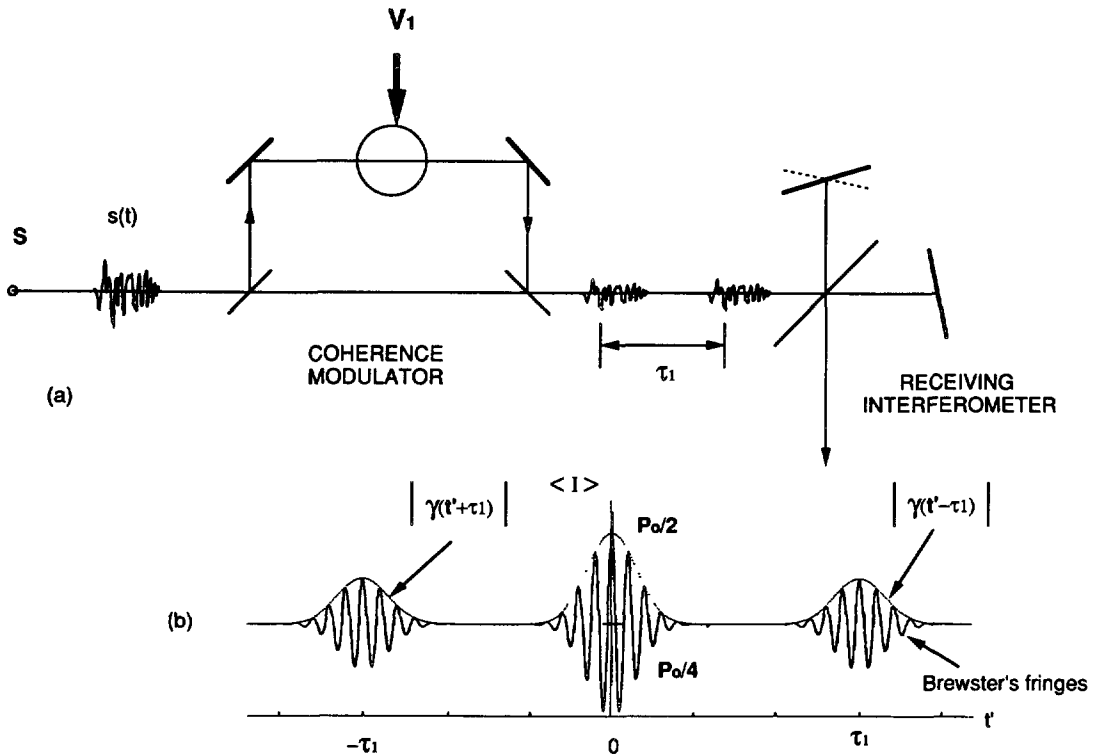 V₁
s(t)
S
COHERENCE
MODULATOR
τ₁
RECEIVING
INTERFEROMETER
(a)
< I >
| γ(t'+τ1) |
| γ(t'-τ1) |
Po/2
(b)
Po/4
Brewster's fringes
t'
-τ₁
0
τ₁